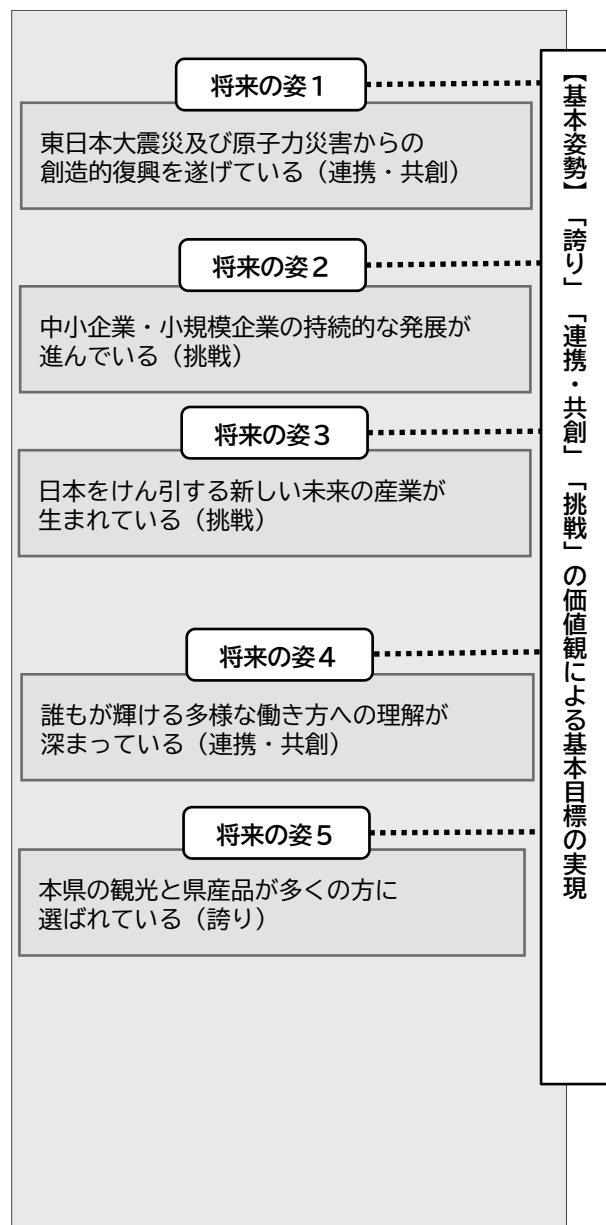 将来の姿1
東日本大震災及び原子力災害からの
創造的復興を遂げている（連携・共創）
将来の姿2
中小企業・小規模企業の持続的な発展が
進んでいる（挑戦）
将来の姿3
日本をけん引する新しい未来の産業が
生まれている（挑戦）
将来の姿4
誰もが輝ける多様な働き方への理解が
深まっている（連携・共創）
将来の姿5
本県の観光と県産品が多くの方に
選ばれている（誇り）
【基本姿勢】「誇り」「連携・共創」「挑戦」の価値観による基本目標の実現